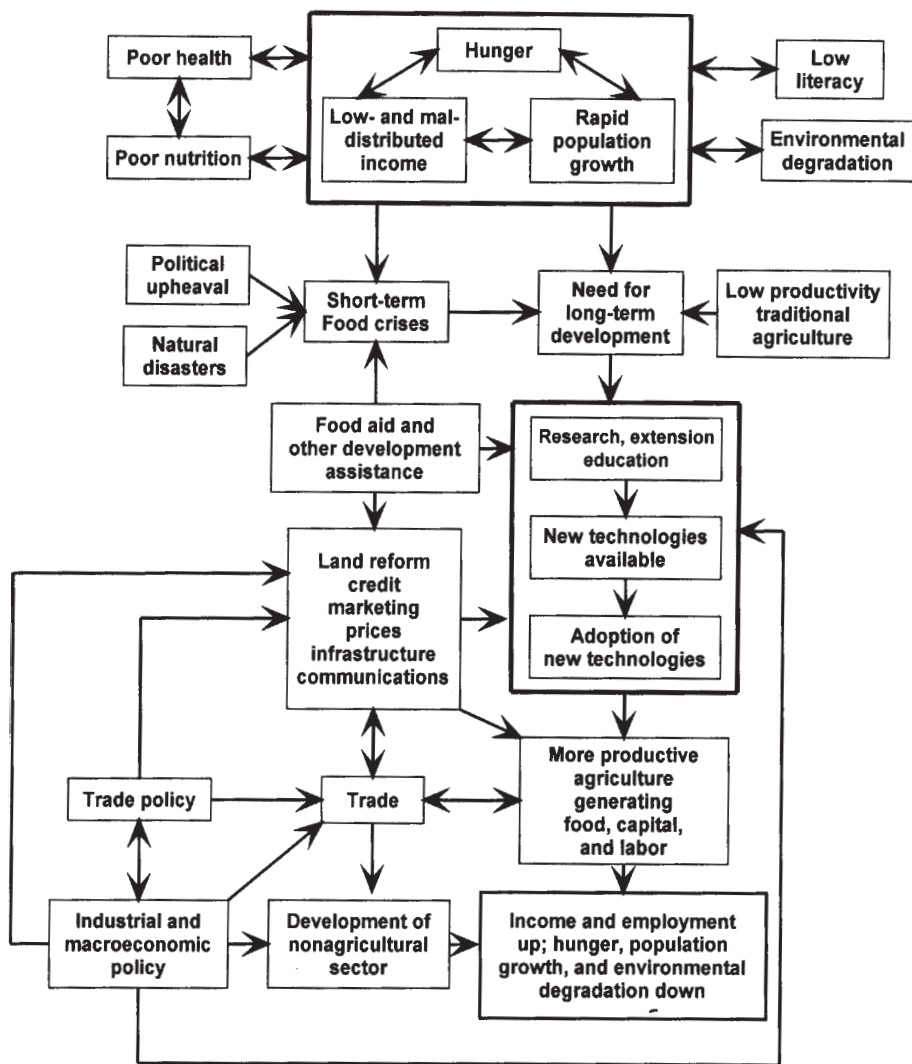 Poor health
Hunger
Low
literacy
Low- and mal-
distributed
income
Rapid
population
growth
Poor nutrition
Environmental
degradation
Political
upheaval
Short-term
Food crises
Need for
long-term
development
Low productivity
traditional
agriculture
Natural
disasters
Food aid and
other development
assistance
Research, extension
education
New technologies
available
Adoption of
new technologies
Land reform
credit
marketing
prices
infrastructure
communications
More productive
agriculture
generating
food, capital,
and labor
Trade policy
Trade
Industrial and
macroeconomic
policy
Development of
nonagricultural
sector
Income and employment
up; hunger, population
growth, and environmental
degradation down